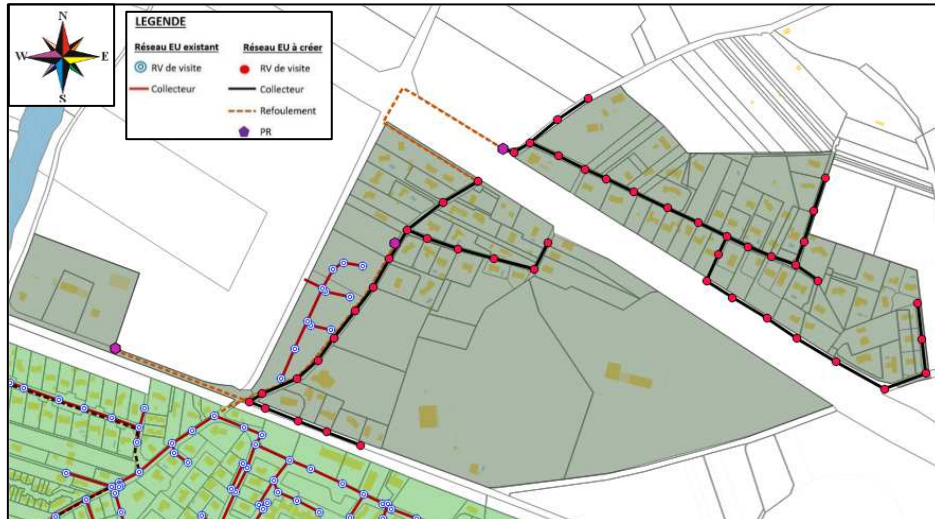 N
W E
S
LEGENDE
Réseau EU existant Réseau EU à créer
RV de visite RV de visite
Collecteur Collecteur
Refoulement
PR